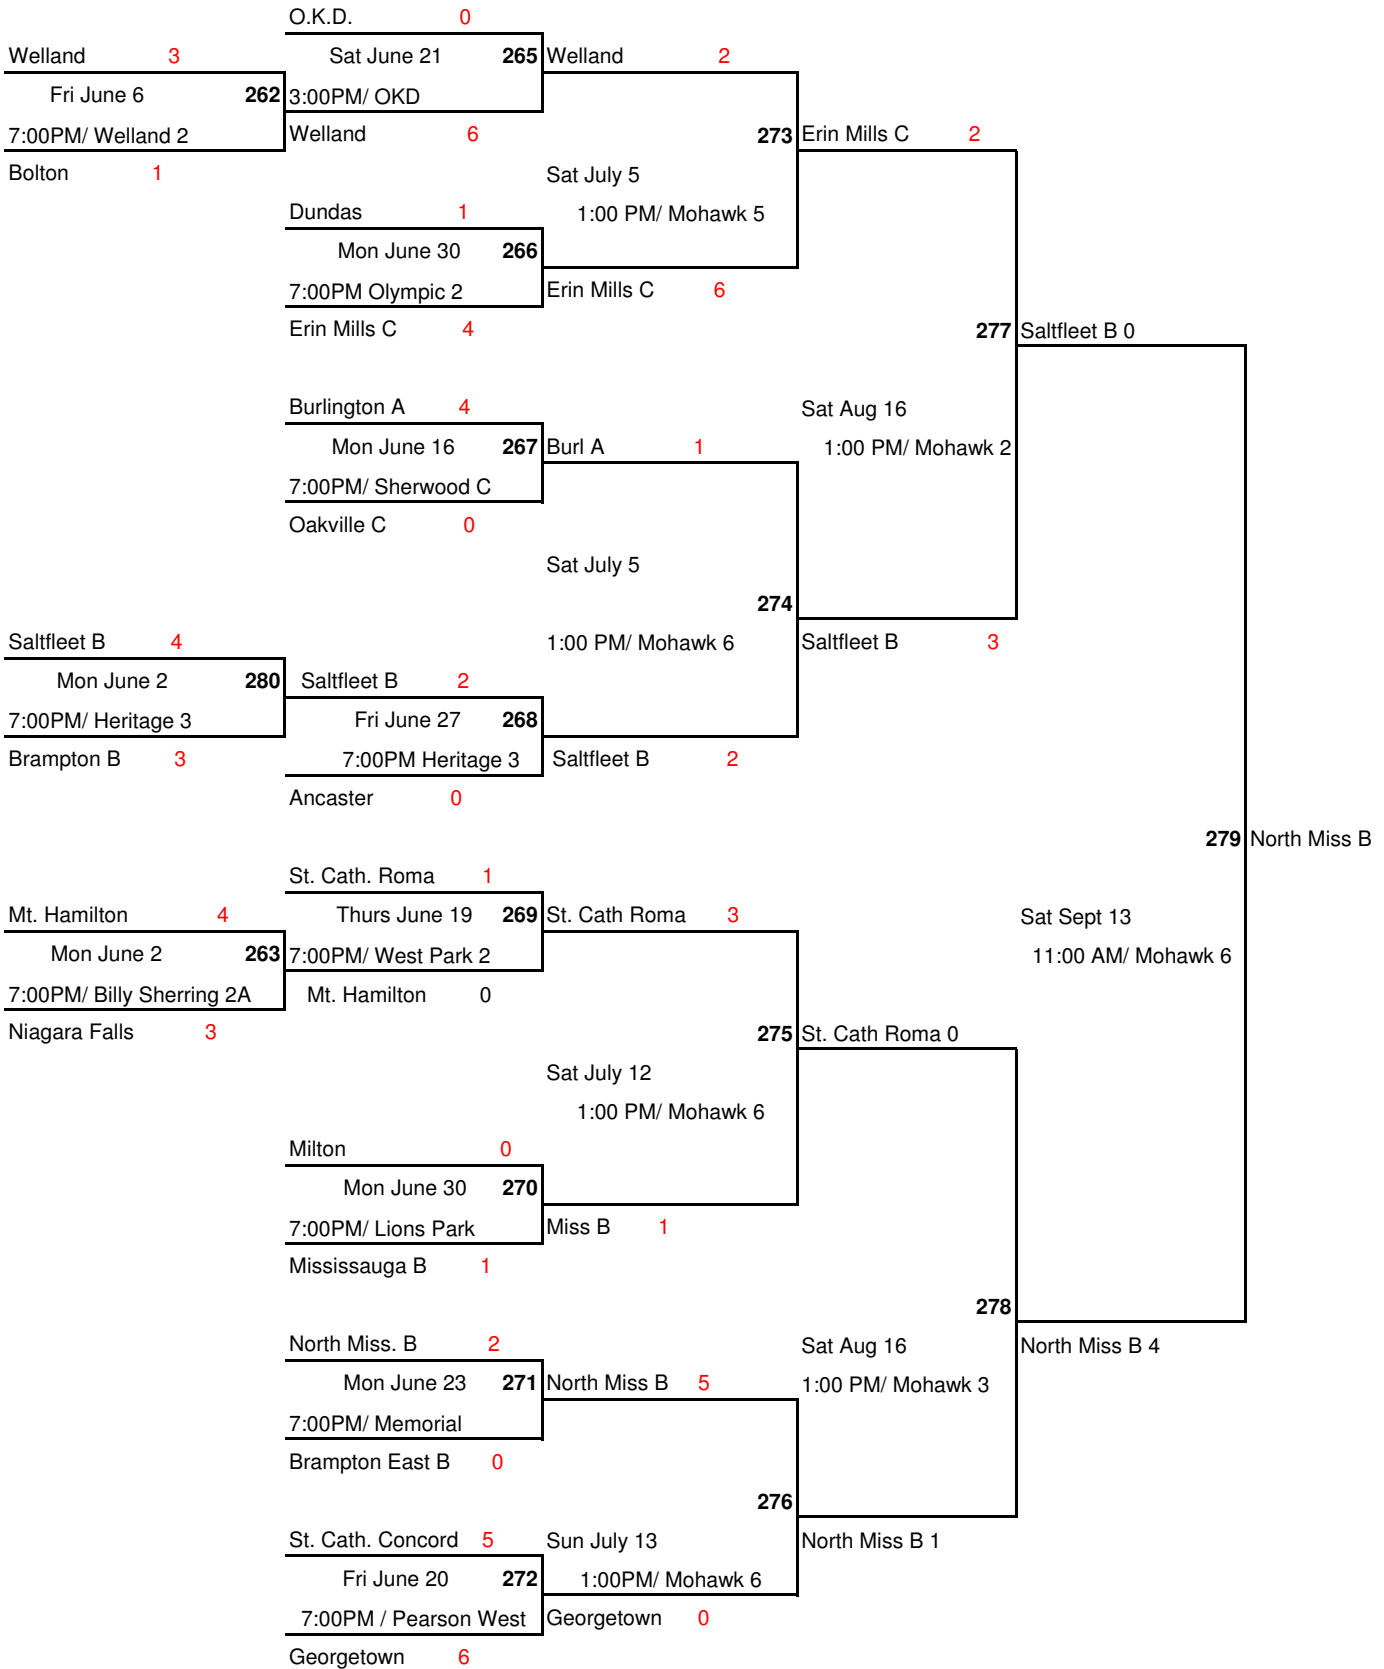 O.K.D. 0
Welland 3
Sat June 21 265 Welland 2
Fri June 6 262 3:00PM/ OKD
7:00PM/ Welland 2 Welland 6 273 Erin Mills C 2
Bolton 1
Sat July 5
Dundas 1 1:00 PM/ Mohawk 5
Mon June 30 266
7:00PM Olympic 2 Erin Mills C 6
Erin Mills C 4
277 Saltfleet B 0
Burlington A 4 Sat Aug 16
Mon June 16 267 Burl A 1 1:00 PM/ Mohawk 2
7:00PM/ Sherwood C
Oakville C 0
Sat July 5
274
Saltfleet B 4 1:00 PM/ Mohawk 6 Saltfleet B 3
Mon June 2 280 Saltfleet B 2
7:00PM/ Heritage 3 Fri June 27 268
Brampton B 3 7:00PM Heritage 3 Saltfleet B 2
Ancaster 0
279 North Miss B
St. Cath. Roma 1
Mt. Hamilton 4 Thurs June 19 269 St. Cath Roma 3 Sat Sept 13
Mon June 2 263 7:00PM/ West Park 2 11:00 AM/ Mohawk 6
7:00PM/ Billy Sherring 2A Mt. Hamilton 0
Niagara Falls 3 275 St. Cath Roma 0
Sat July 12
1:00 PM/ Mohawk 6
Milton 0
Mon June 30 270
7:00PM/ Lions Park Miss B 1
Mississauga B 1
278
North Miss. B 2 Sat Aug 16 North Miss B 4
Mon June 23 271 North Miss B 5 1:00 PM/ Mohawk 3
7:00PM/ Memorial
Brampton East B 0
276
St. Cath. Concord 5 Sun July 13 North Miss B 1
Fri June 20 272 1:00PM/ Mohawk 6
7:00PM / Pearson West Georgetown 0
Georgetown 6